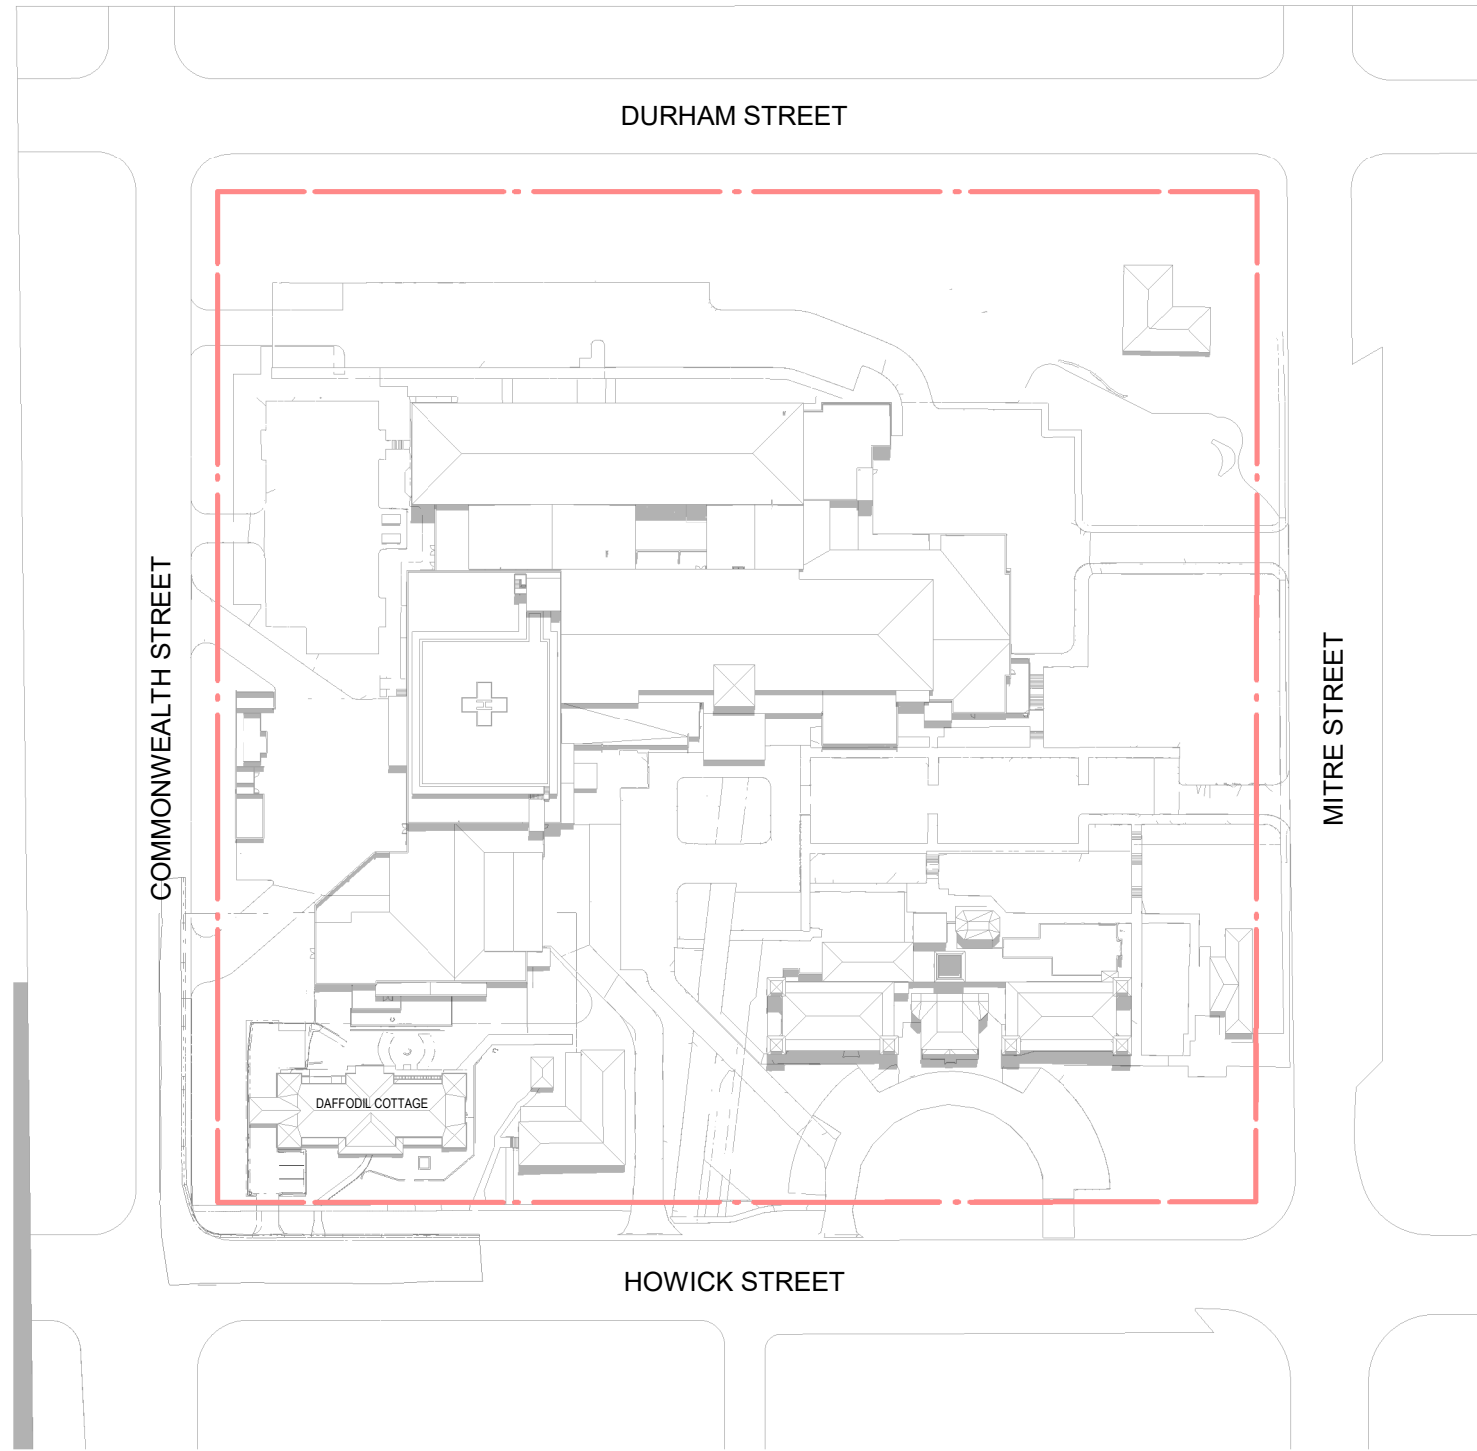 DURHAM STREET
COMMONWEALTH STREET
MITRE STREET
H
DAFFODIL COTTAGE
HOWICK STREET